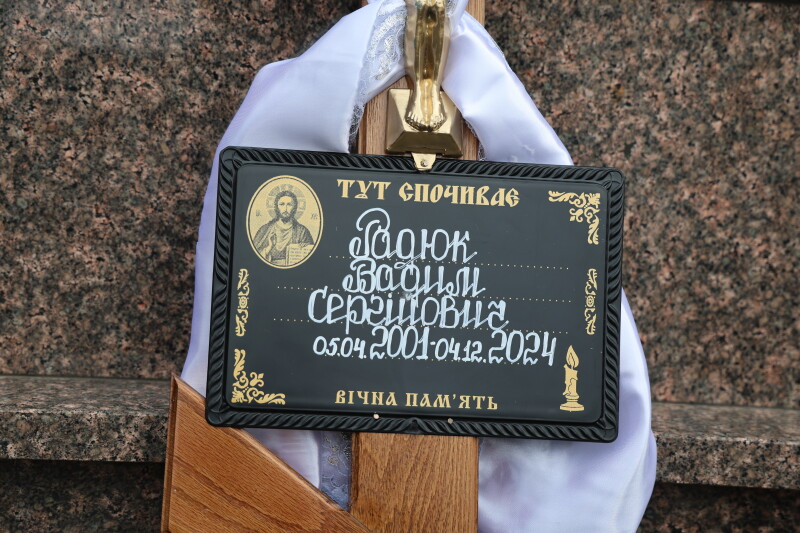 ТУТ СПОЧИВАЄ
Радюк
Вадим
Сергійович
05.04.2001-04.12.2024
ВІЧНА ПАМ'ЯТЬ